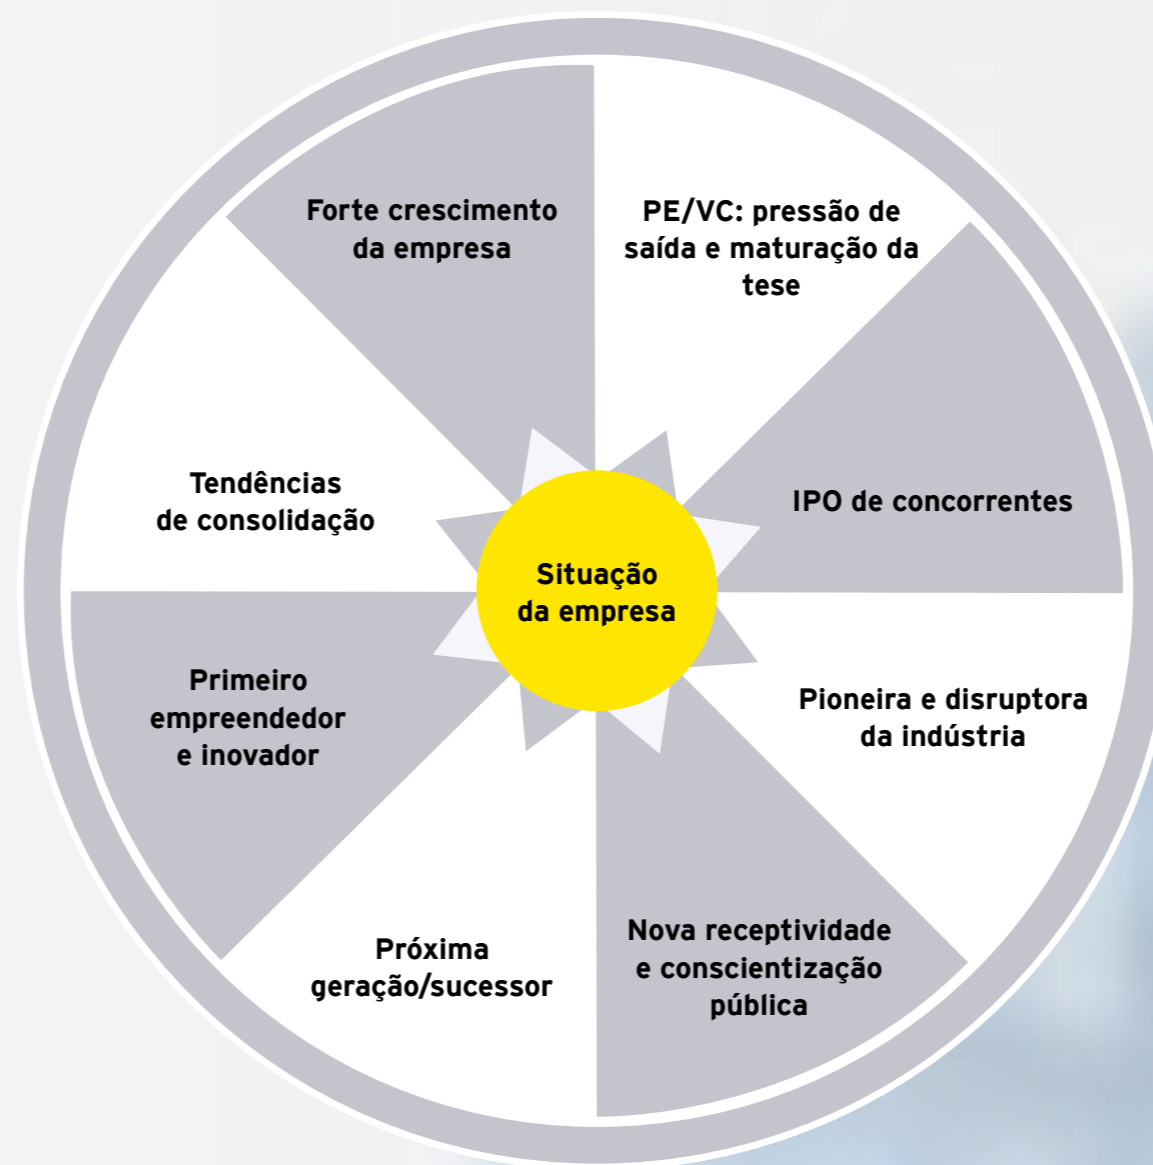 Forte crescimento
da empresa
PE/VC: pressão de
saída e maturação da
tese
IPO de concorrentes
Pioneira e disruptora
da indústria
Nova receptividade
e conscientização
pública
Próxima
geração/sucessor
Primeiro
empreendedor
e inovador
Tendências
de consolidação
Situação
da empresa